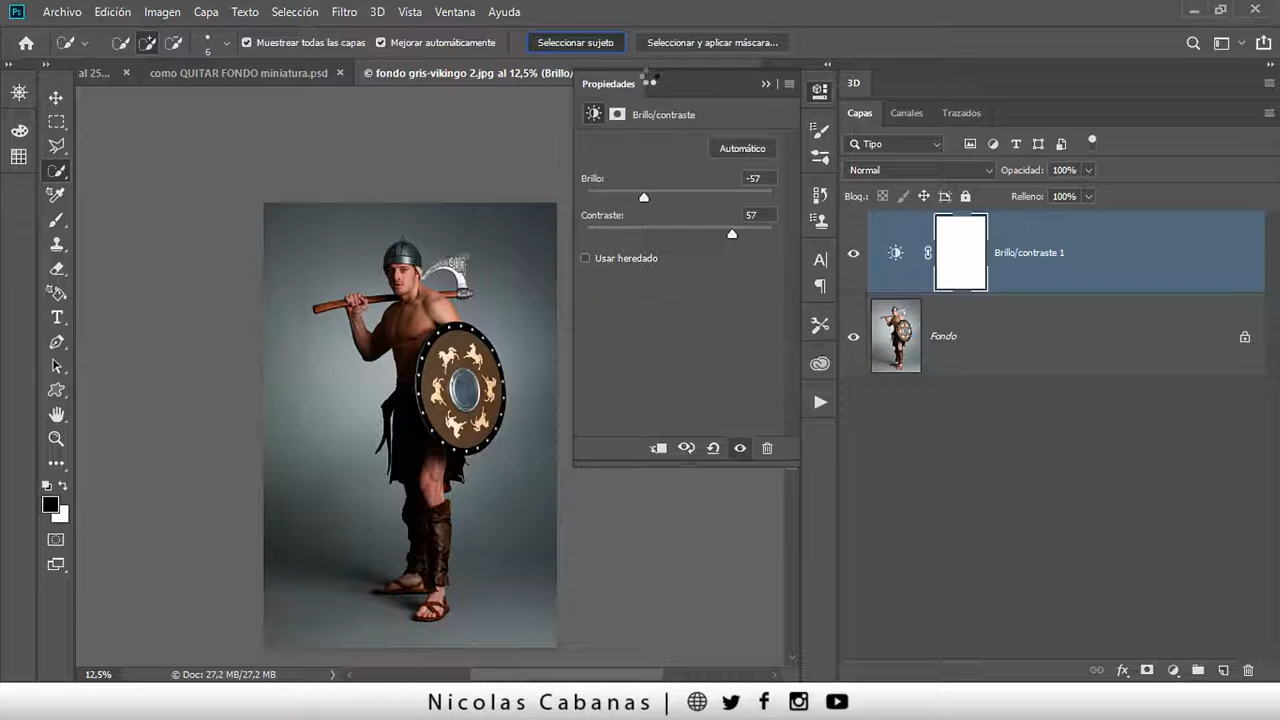 Ps Archivo Edición Imagen Capa Texto Selección Filtro 3D Vista Ventana Ayuda
6 Muestrear todas las capas Mejorar automáticamente Seleccionar sujeto Seleccionar y aplicar máscara...
al 25... × como QUITAR FONDO miniatura.psd × © fondo gris-vikingo 2.jpg al 12,5% (Brillo/
Propiedades
Brillo/contraste
Automático
Brillo: -57
Contraste: 57
Usar heredado
3D
Capas Canales Trazados
Tipo
Normal Opacidad: 100%
Bloq.: Relleno: 100%
Brillo/contraste 1
Fondo
12,5% © Doc: 27,2 MB/27,2 MB
Nicolas Cabanas |